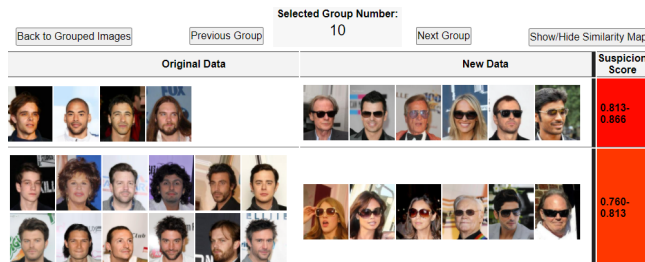 Selected Group Number:
10
Back to Grouped Images
Previous Group
Next Group
Show/Hide Similarity Map
Original Data
New Data
Suspicion
Score
0.813-
0.866
0.760-
0.813